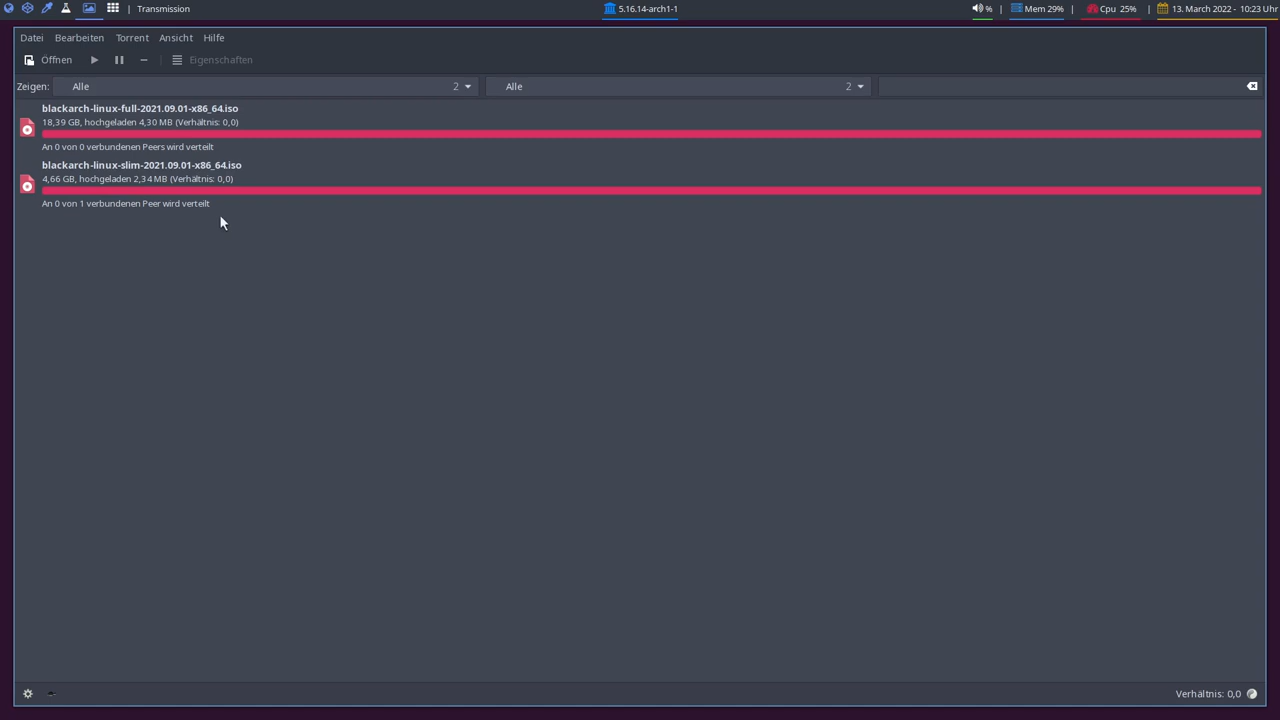 Transmission
5.16.14-arch1-1
%
Mem 29%
Cpu 25%
13. March 2022 - 10:23 Uhr
Datei Bearbeiten Torrent Ansicht Hilfe
Öffnen Eigenschaften
Zeigen: Alle 2 Alle 2
blackarch-linux-full-2021.09.01-x86_64.iso
18,39 GB, hochgeladen 4,30 MB (Verhältnis: 0,0)
An 0 von 0 verbundenen Peers wird verteilt
blackarch-linux-slim-2021.09.01-x86_64.iso
4,66 GB, hochgeladen 2,34 MB (Verhältnis: 0,0)
An 0 von 1 verbundenen Peer wird verteilt
Verhältnis: 0,0